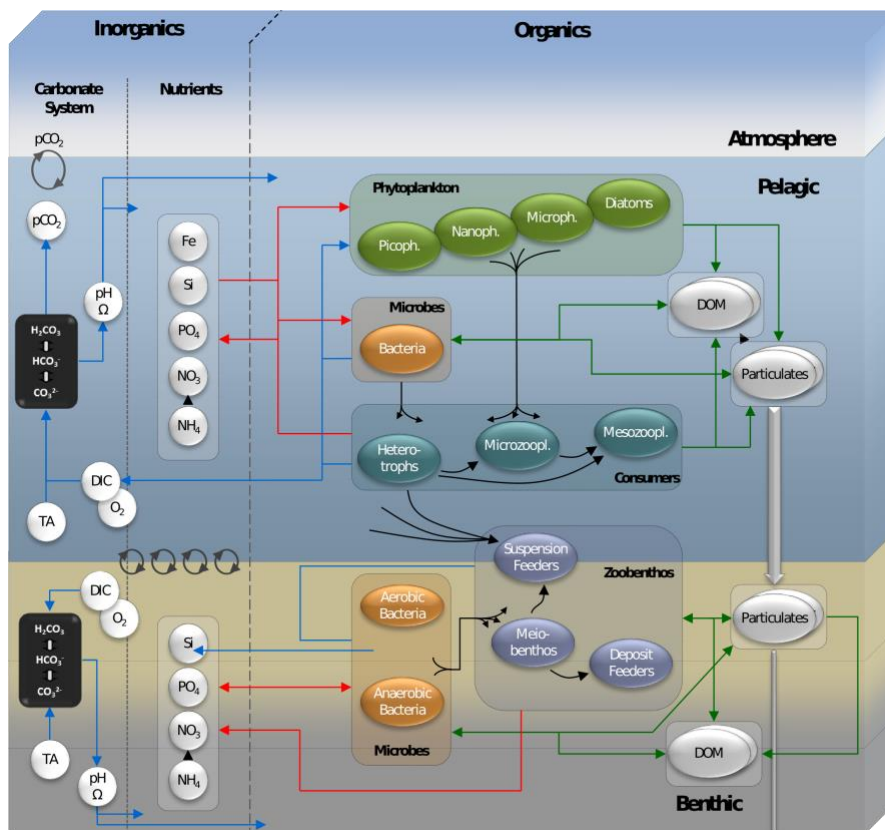 Inorganics
Organics
Carbonate
System
Nutrients
pCO₂
Atmosphere
Pelagic
pCO₂
pH
Ω
H₂CO₃
HCO₃⁻
CO₃²⁻
DIC
O₂
TA
Fe
Si
PO₄
NO₃
NH₄
Phytoplankton
Picoph.
Nanoph.
Microph.
Diatoms
Microbes
Bacteria
Hetero-
trophs
Microzoopl.
Mesozoopl.
Consumers
DOM
Particulates
DIC
O₂
H₂CO₃
HCO₃⁻
CO₃²⁻
TA
pH
Ω
Si
PO₄
NO₃
NH₄
Aerobic
Bacteria
Anaerobic
Bacteria
Microbes
Suspension
Feeders
Zoobenthos
Meio-
benthos
Deposit
Feeders
Particulates
DOM
Benthic